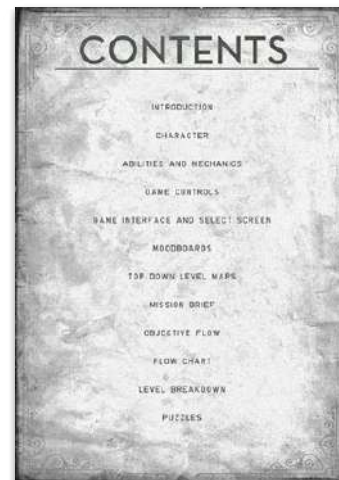 CONTENTS
INTRODUCTION
CHARACTER
ABILITIES AND MECHANICS
GAME CONTROLS
GAME INTERFACE AND SELECT SCREEN
MOODBOARDS
TOP DOWN LEVEL MAPS
MISSION BRIEF
OBJECTIVE FLOW
FLOW CHART
LEVEL BREAKDOWN
PUZZLES